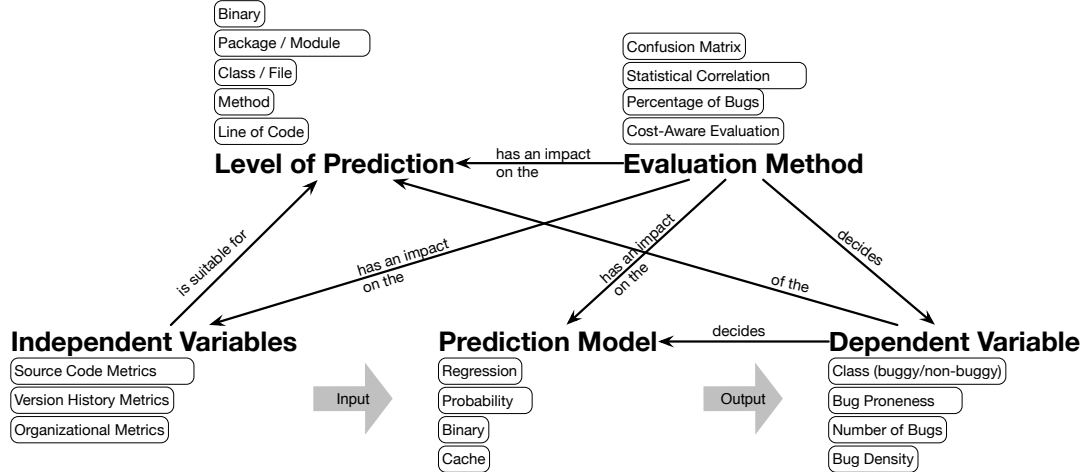 Binary
Package / Module
Class / File
Method
Line of Code
Level of Prediction
Confusion Matrix
Statistical Correlation
Percentage of Bugs
Cost-Aware Evaluation
Evaluation Method
has an impact
on the
is suitable for
has an impact
on the
has an impact
on the
decides
of the
Independent Variables
Source Code Metrics
Version History Metrics
Organizational Metrics
Input
Prediction Model
Regression
Probability
Binary
Cache
decides
Output
Dependent Variable
Class (buggy/non-buggy)
Bug Proneness
Number of Bugs
Bug Density